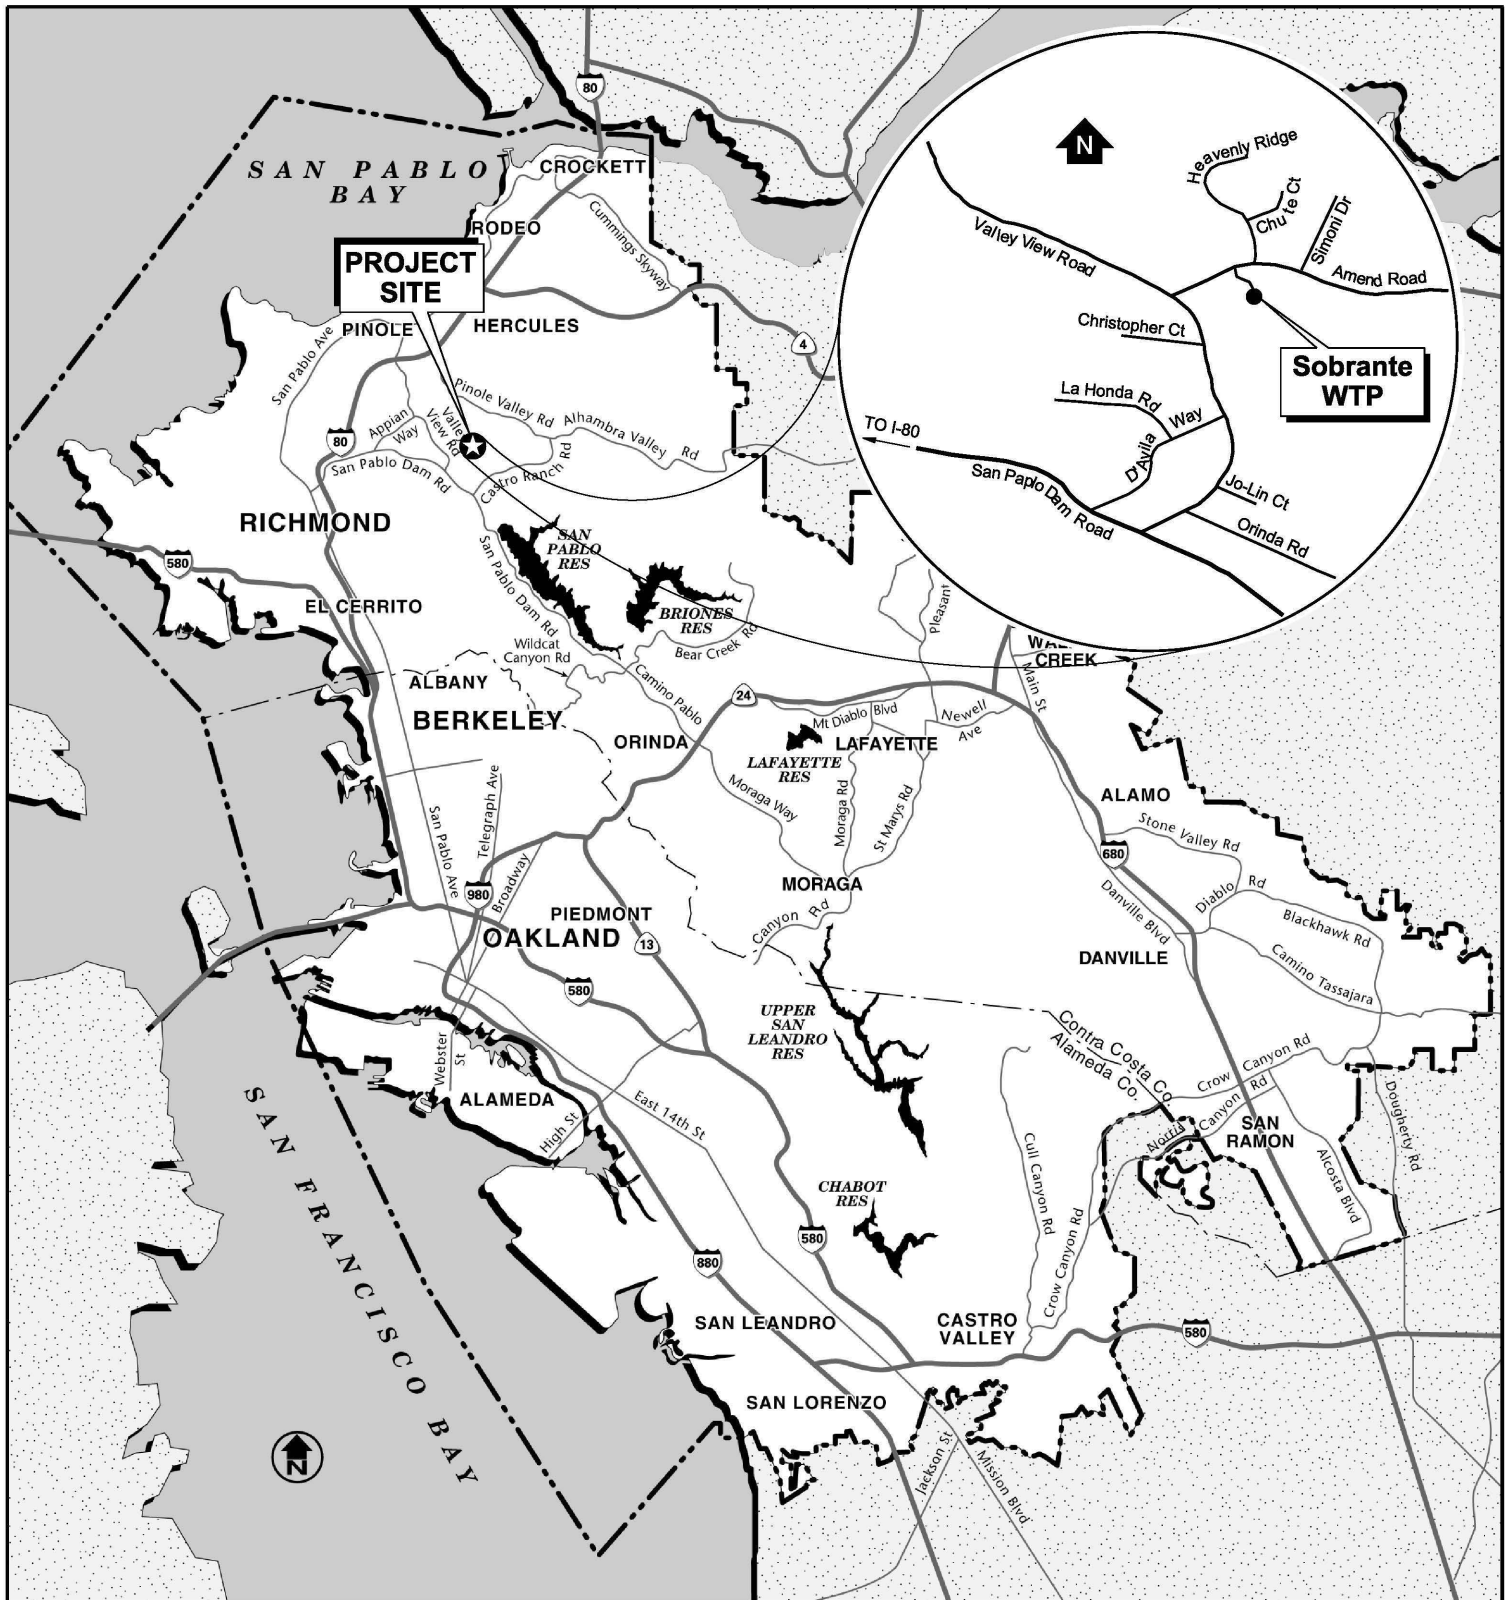 80
SAN PABLO
BAY
CROCKETT
RODEO
Cummings Skyway
PROJECT
SITE
PINOLE
HERCULES
4
San Pablo Ave
80
Appian
Way
Valle
View Rd
Pinole Valley Rd
Alhambra Valley Rd
San Pablo Dam Rd
Castro Ranch Rd
RICHMOND
580
SAN
PABLO
RES
San Pablo Dam Rd
BRIONES
RES
Bear Creek Rd
EL CERRITO
Wildcat
Canyon Rd
Camino Pablo
Pleasant
WAL
CREEK
Main St
ALBANY
BERKELEY
24
ORINDA
Mt Diablo Blvd
Newell
Ave
LAFAYETTE
LAFAYETTE
RES
Moraga Way
Moraga Rd
St Marys Rd
ALAMO
Stone Valley Rd
680
San Pablo Ave
Telegraph Ave
Broadway
980
MORAGA
Canyon Rd
Danville Blvd
Diablo Rd
Blackhawk Rd
PIEDMONT
OAKLAND
13
DANVILLE
Camino Tassajara
580
UPPER
SAN
LEANDRO
RES
Contra Costa Co.
Alameda Co.
Crow Canyon Rd
Norris Canyon Rd
SAN
RAMON
Dougherty Rd
Alcosta Blvd
Webster
St
ALAMEDA
High St
East 14th St
Cull Canyon Rd
Crow Canyon Rd
CHABOT
RES
580
880
SAN LEANDRO
CASTRO
VALLEY
580
SAN LORENZO
Jackson St
Mission Blvd
SAN FRANCISCO BAY
N
N
Heavenly Ridge
Chute Ct
Simoni Dr
Valley View Road
Amend Road
Christopher Ct
Sobrante
WTP
La Honda Rd
D'Avila Way
TO I-80
San Paplo Dam Road
Jo-Lin Ct
Orinda Rd